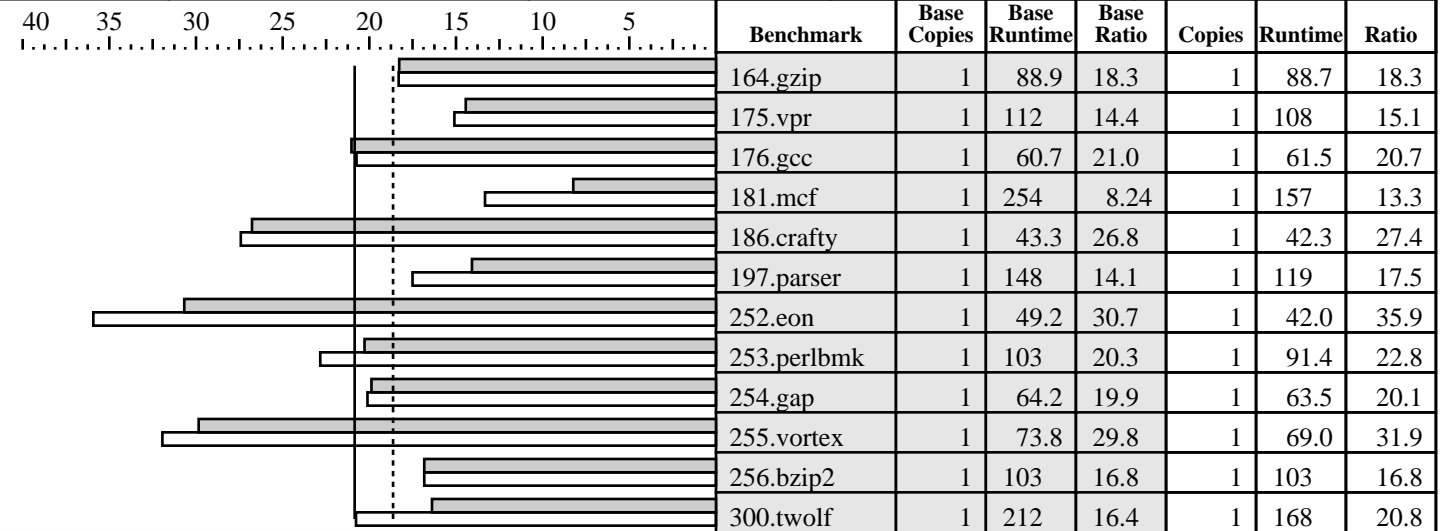 40 35 30 25 20 15 10 5
Benchmark Base Copies Base Runtime Base Ratio Copies Runtime Ratio
164.gzip 1 88.9 18.3 1 88.7 18.3
175.vpr 1 112 14.4 1 108 15.1
176.gcc 1 60.7 21.0 1 61.5 20.7
181.mcf 1 254 8.24 1 157 13.3
186.crafty 1 43.3 26.8 1 42.3 27.4
197.parser 1 148 14.1 1 119 17.5
252.eon 1 49.2 30.7 1 42.0 35.9
253.perlbmk 1 103 20.3 1 91.4 22.8
254.gap 1 64.2 19.9 1 63.5 20.1
255.vortex 1 73.8 29.8 1 69.0 31.9
256.bzip2 1 103 16.8 1 103 16.8
300.twolf 1 212 16.4 1 168 20.8